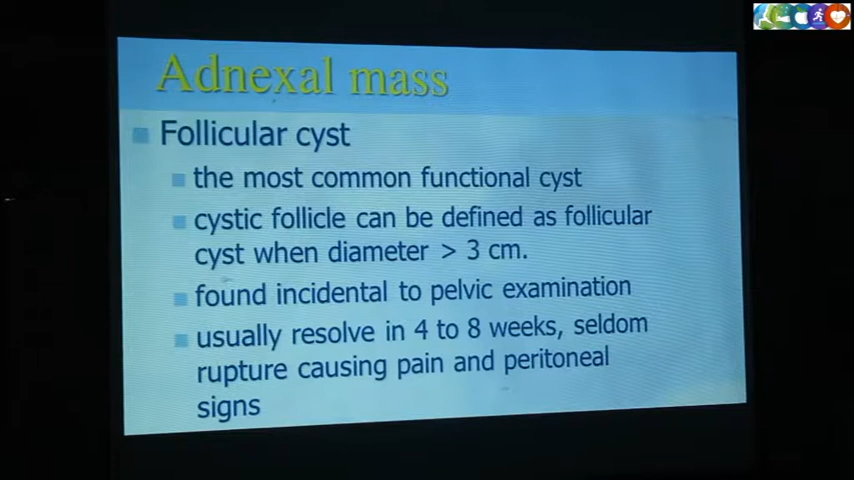 Adnexal mass
Follicular cyst
the most common functional cyst
cystic follicle can be defined as follicular
cyst when diameter > 3 cm.
found incidental to pelvic examination
usually resolve in 4 to 8 weeks, seldom
rupture causing pain and peritoneal
signs